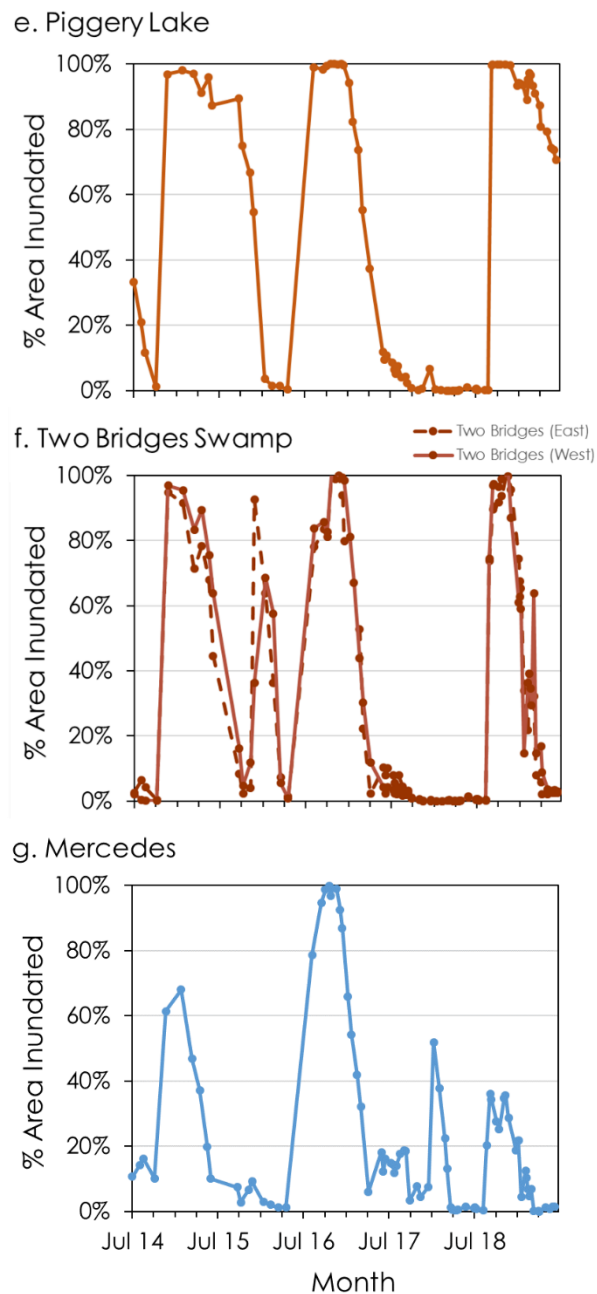 e. Piggery Lake
100%
80%
60%
40%
20%
0%
% Area Inundated
f. Two Bridges Swamp
Two Bridges (East)
Two Bridges (West)
100%
80%
60%
40%
20%
0%
% Area Inundated
g. Mercedes
100%
80%
60%
40%
20%
0%
% Area Inundated
Jul 14 Jul 15 Jul 16 Jul 17 Jul 18
Month